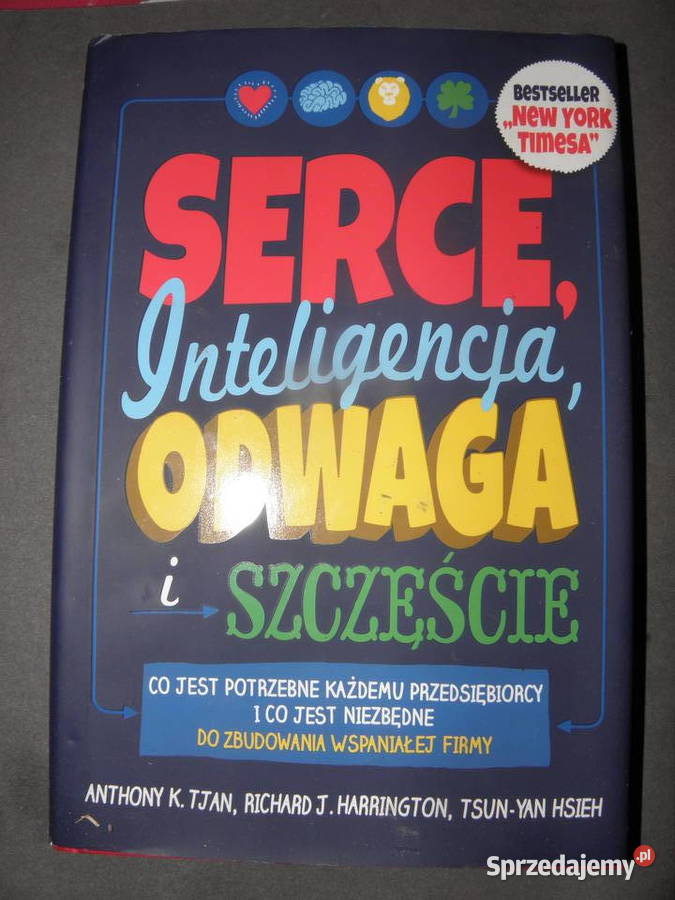 BESTSELLER
„NEW YORK
TIMESA”
SERCE,
Inteligencja,
ODWAGA
i SZCZĘŚCIE
CO JEST POTRZEBNE KAŻDEMU PRZEDSIĘBIORCY
I CO JEST NIEZBĘDNE
DO ZBUDOWANIA WSPANIAŁEJ FIRMY
ANTHONY K. TJAN, RICHARD J. HARRINGTON, TSUN-YAN HSIEH
Sprzedajemy.pl